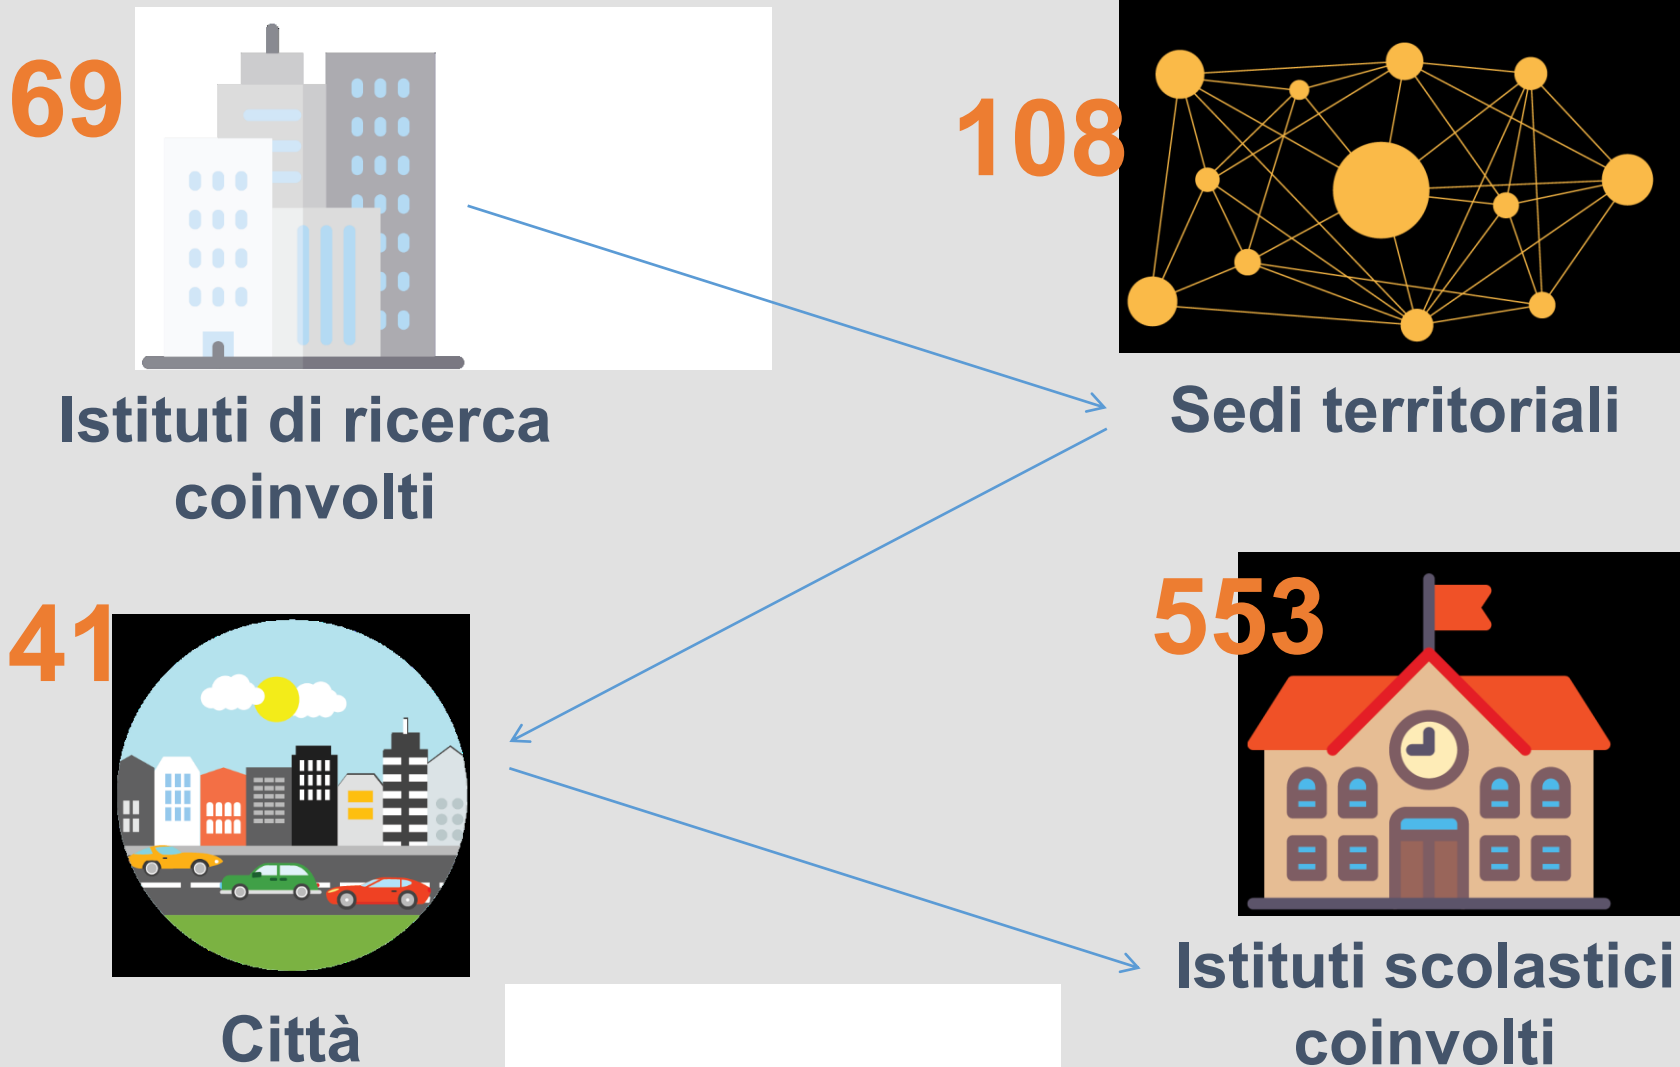 69
Istituti di ricerca
coinvolti
108
Sedi territoriali
41
Città
553
Istituti scolastici
coinvolti